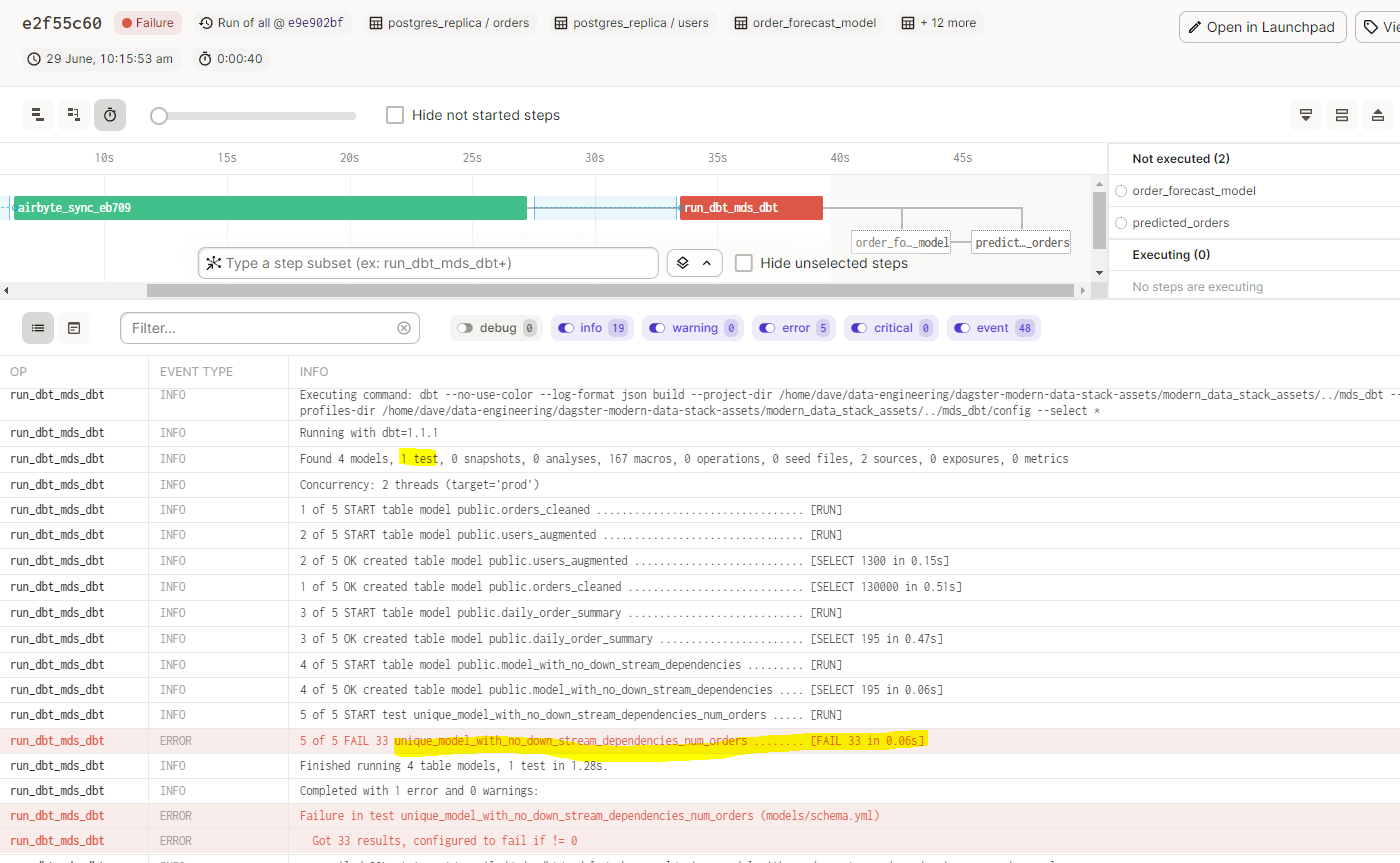 e2f55c60 Failure Run of all @ e9e902bf postgres_replica / orders postgres_replica / users order_forecast_model + 12 more
Open in Launchpad
29 June, 10:15:53 am 0:00:40
Hide not started steps
10s 15s 20s 25s 30s 35s 40s 45s
Not executed (2)
order_forecast_model
predicted_orders
Executing (0)
No steps are executing
airbyte_sync_eb709 run_dbt_mds_dbt
order_fo…_model predict…_orders
Type a step subset (ex: run_dbt_mds_dbt+) Hide unselected steps
Filter... debug 0 info 19 warning 0 error 5 critical 0 event 48
OP EVENT TYPE INFO
run_dbt_mds_dbt INFO Executing command: dbt --no-use-color --log-format json build --project-dir /home/dave/data-engineering/dagster-modern-data-stack-assets/modern_data_stack_assets/../mds_dbt --
profiles-dir /home/dave/data-engineering/dagster-modern-data-stack-assets/modern_data_stack_assets/../mds_dbt/config --select *
run_dbt_mds_dbt INFO Running with dbt=1.1.1
run_dbt_mds_dbt INFO Found 4 models, 1 test, 0 snapshots, 0 analyses, 167 macros, 0 operations, 0 seed files, 2 sources, 0 exposures, 0 metrics
run_dbt_mds_dbt INFO Concurrency: 2 threads (target='prod')
run_dbt_mds_dbt INFO 1 of 5 START table model public.orders_cleaned ................................. [RUN]
run_dbt_mds_dbt INFO 2 of 5 START table model public.users_augmented ................................ [RUN]
run_dbt_mds_dbt INFO 2 of 5 OK created table model public.users_augmented ........................... [SELECT 1300 in 0.15s]
run_dbt_mds_dbt INFO 1 of 5 OK created table model public.orders_cleaned ............................ [SELECT 130000 in 0.51s]
run_dbt_mds_dbt INFO 3 of 5 START table model public.daily_order_summary ............................ [RUN]
run_dbt_mds_dbt INFO 3 of 5 OK created table model public.daily_order_summary ....................... [SELECT 195 in 0.47s]
run_dbt_mds_dbt INFO 4 of 5 START table model public.model_with_no_down_stream_dependencies ......... [RUN]
run_dbt_mds_dbt INFO 4 of 5 OK created table model public.model_with_no_down_stream_dependencies .... [SELECT 195 in 0.06s]
run_dbt_mds_dbt INFO 5 of 5 START test unique_model_with_no_down_stream_dependencies_num_orders ..... [RUN]
run_dbt_mds_dbt ERROR 5 of 5 FAIL 33 unique_model_with_no_down_stream_dependencies_num_orders ........ [FAIL 33 in 0.06s]
run_dbt_mds_dbt INFO Finished running 4 table models, 1 test in 1.28s.
run_dbt_mds_dbt INFO Completed with 1 error and 0 warnings:
run_dbt_mds_dbt ERROR Failure in test unique_model_with_no_down_stream_dependencies_num_orders (models/schema.yml)
run_dbt_mds_dbt ERROR Got 33 results, configured to fail if != 0